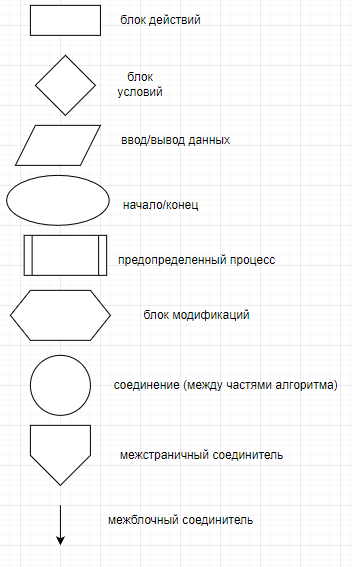 блок действий
блок
условий
ввод/вывод данных
начало/конец
предопределенный процесс
блок модификаций
соединение (между частями алгоритма)
межстраничный соединитель
межблочный соединитель